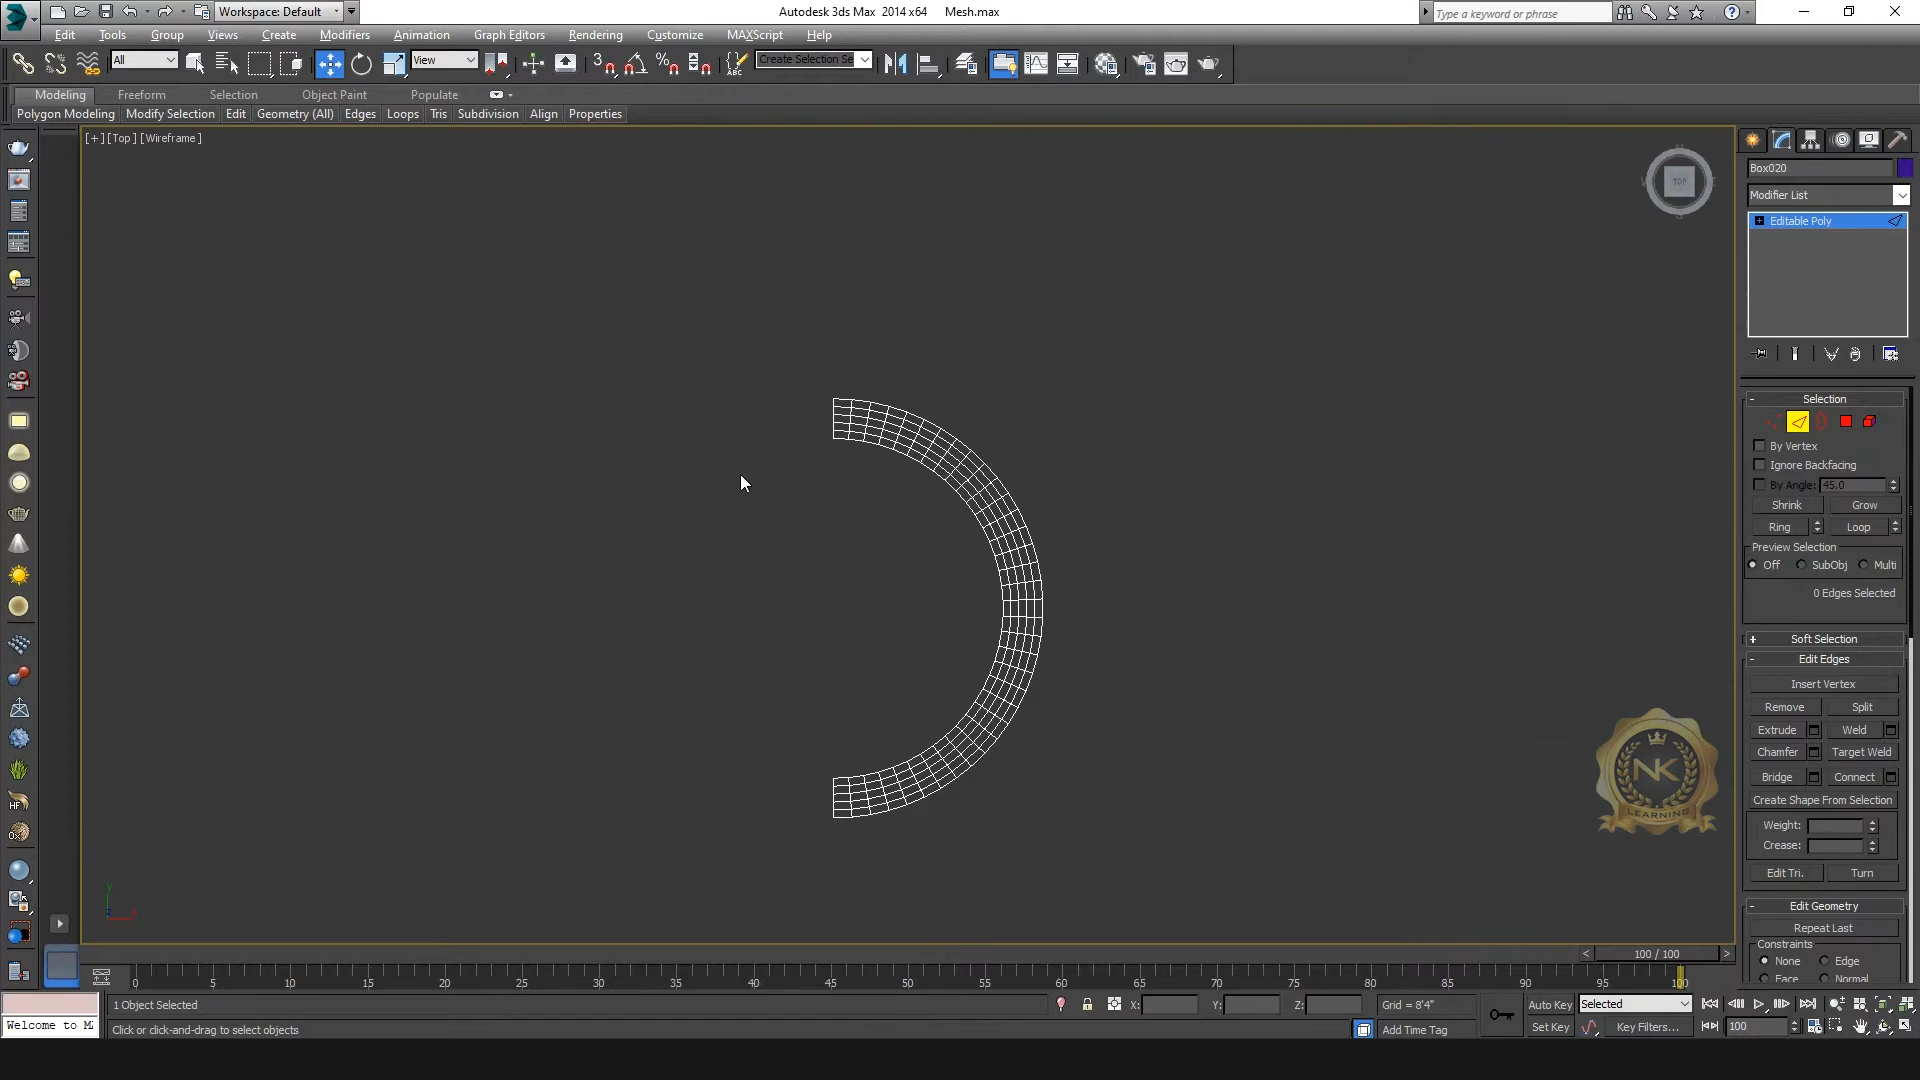 Workspace: Default
Autodesk 3ds Max 2014 x64 Mesh.max
Type a keyword or phrase
Edit Tools Group Views Create Modifiers Animation Graph Editors Rendering Customize MAXScript Help
All
View
3
ABC
Create Selection Se
Modeling Freeform Selection Object Paint Populate
Polygon Modeling Modify Selection Edit Geometry (All) Edges Loops Tris Subdivision Align Properties
[+] [Top] [Wireframe]
TOP
Box020
Modifier List
Editable Poly
Selection
By Vertex
Ignore Backfacing
By Angle: 45.0
Shrink Grow
Ring Loop
Preview Selection
Off SubObj Multi
0 Edges Selected
Soft Selection
Edit Edges
Insert Vertex
Remove Split
Extrude Weld
Chamfer Target Weld
Bridge Connect
Create Shape From Selection
Weight:
Crease:
Edit Tri. Turn
Edit Geometry
Repeat Last
Constraints
None Edge
Face Normal
NK
LEARNING
HF
< 100 / 100 >
0 5 10 15 20 25 30 35 40 45 50 55 60 65 70 75 80 85 90 95 100
1 Object Selected
X: Y: Z: Grid = 8'4"
Auto Key Selected
Welcome to M
Click or click-and-drag to select objects
Add Time Tag
Set Key Key Filters... 100